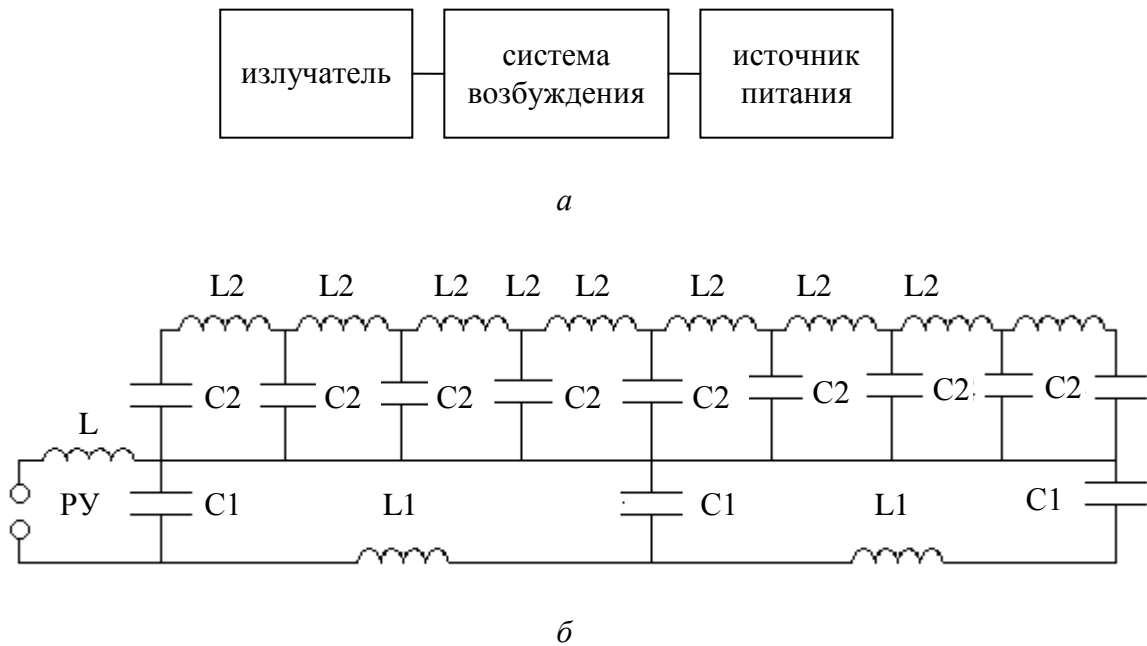 излучатель
система
возбуждения
источник
питания
а
L2 L2 L2 L2 L2 L2 L2 L2
C2 C2 C2 C2 C2 C2 C2 C2
L
РУ C1 L1 C1 L1 C1
б